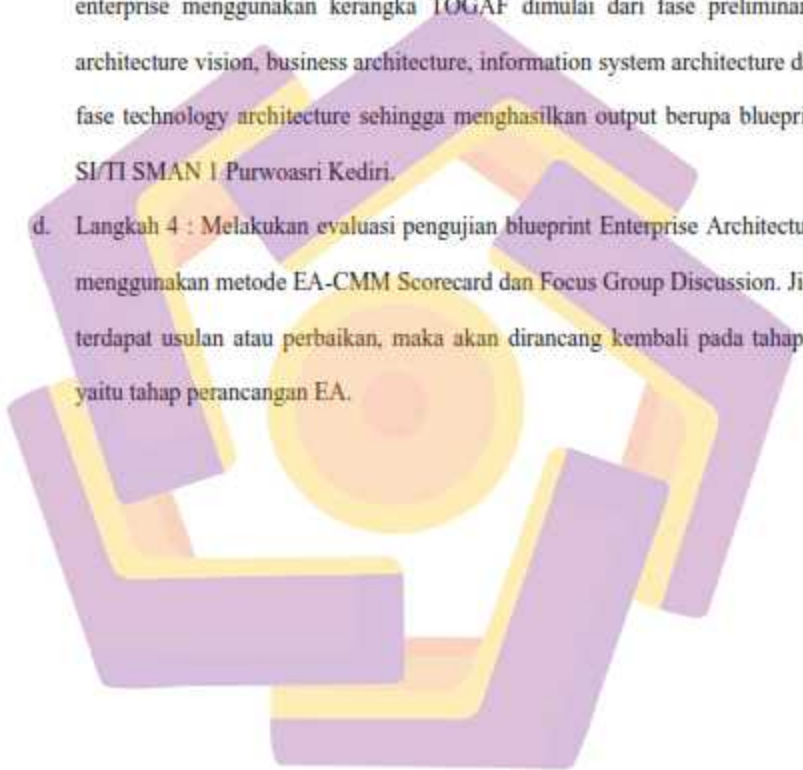 enterprise menggunakan kerangka TOGAF dimulai dari fase preliminar
architecture vision, business architecture, information system architecture d
fase technology architecture sehingga menghasilkan output berupa bluepri
SI/TI SMAN 1 Purwoasri Kediri.
d. Langkah 4 : Melakukan evaluasi pengujian blueprint Enterprise Architectu
menggunakan metode EA-CMM Scorecard dan Focus Group Discussion. Ji
terdapat usulan atau perbaikan, maka akan dirancang kembali pada tahap
yaitu tahap perancangan EA.